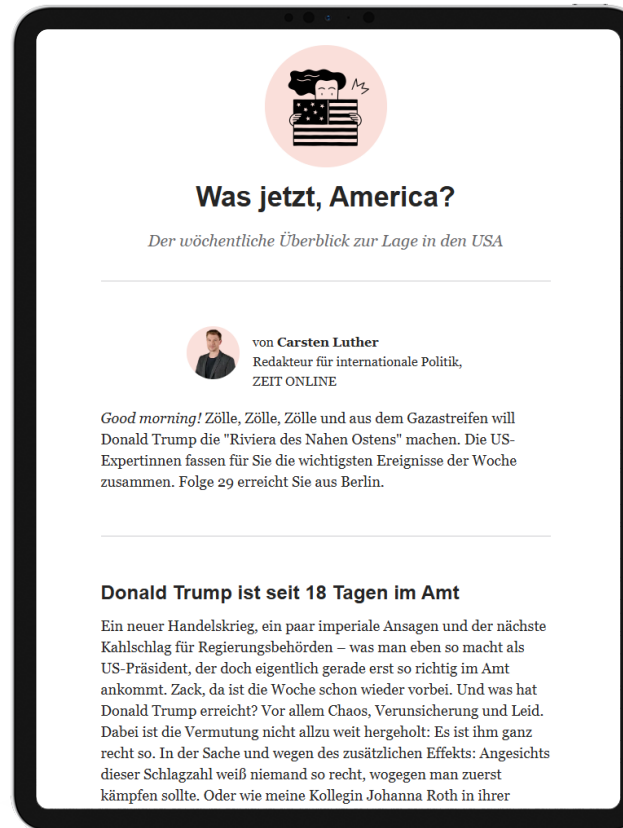 Was jetzt, America?
Der wöchentliche Überblick zur Lage in den USA
von Carsten Luther
Redakteur für internationale Politik,
ZEIT ONLINE
Good morning! Zölle, Zölle, Zölle und aus dem Gazastreifen will
Donald Trump die "Riviera des Nahen Ostens" machen. Die US-
Expertinnen fassen für Sie die wichtigsten Ereignisse der Woche
zusammen. Folge 29 erreicht Sie aus Berlin.
Donald Trump ist seit 18 Tagen im Amt
Ein neuer Handelskrieg, ein paar imperiale Ansagen und der nächste
Kahlschlag für Regierungsbehörden – was man eben so macht als
US-Präsident, der doch eigentlich gerade erst so richtig im Amt
ankommt. Zack, da ist die Woche schon wieder vorbei. Und was hat
Donald Trump erreicht? Vor allem Chaos, Verunsicherung und Leid.
Dabei ist die Vermutung nicht allzu weit hergeholt: Es ist ihm ganz
recht so. In der Sache und wegen des zusätzlichen Effekts: Angesichts
dieser Schlagzahl weiß niemand so recht, wogegen man zuerst
kämpfen sollte. Oder wie meine Kollegin Johanna Roth in ihrer